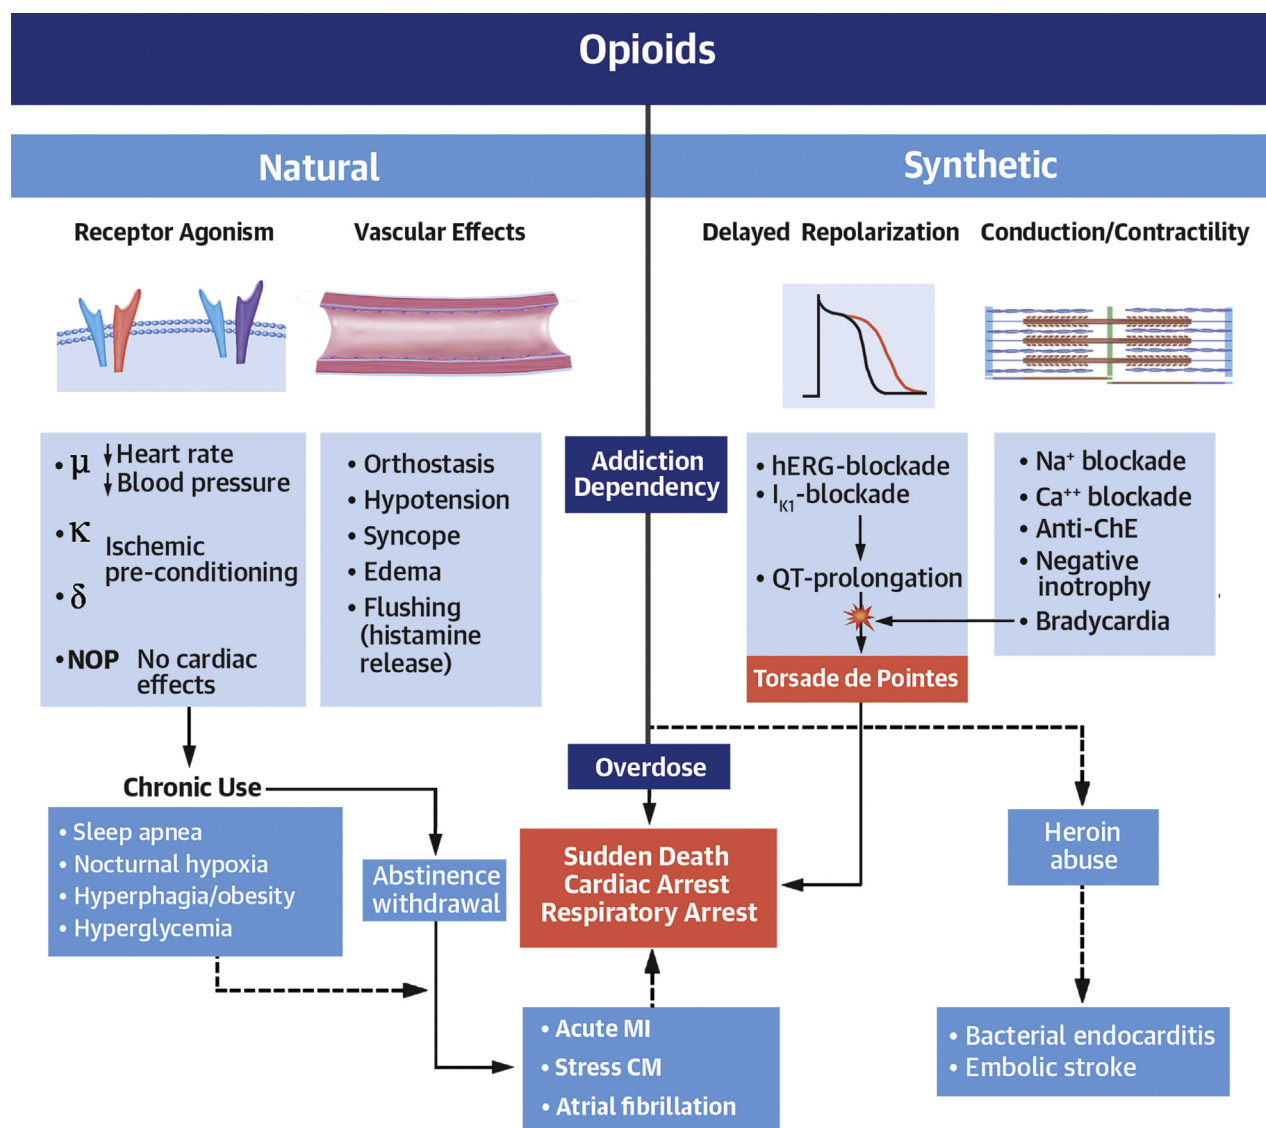 Opioids
Natural
Synthetic
Receptor Agonism
Vascular Effects
Delayed Repolarization
Conduction/Contractility
• μ ↓ Heart rate
↓ Blood pressure
• κ
Ischemic
pre-conditioning
• δ
• NOP No cardiac
effects
• Orthostasis
• Hypotension
• Syncope
• Edema
• Flushing
(histamine
release)
Addiction
Dependency
• hERG-blockade
• I_K1-blockade
• QT-prolongation
Torsade de Pointes
• Na⁺ blockade
• Ca⁺⁺ blockade
• Anti-ChE
• Negative
inotrophy
• Bradycardia
Chronic Use
• Sleep apnea
• Nocturnal hypoxia
• Hyperphagia/obesity
• Hyperglycemia
Abstinence
withdrawal
Overdose
Sudden Death
Cardiac Arrest
Respiratory Arrest
Heroin
abuse
• Acute MI
• Stress CM
• Atrial fibrillation
• Bacterial endocarditis
• Embolic stroke